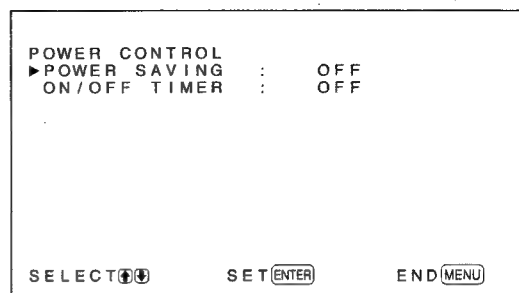 POWER CONTROL
▶POWER SAVING : OFF
ON/OFF TIMER : OFF
SELECT⬆⬇ SET ENTER END MENU